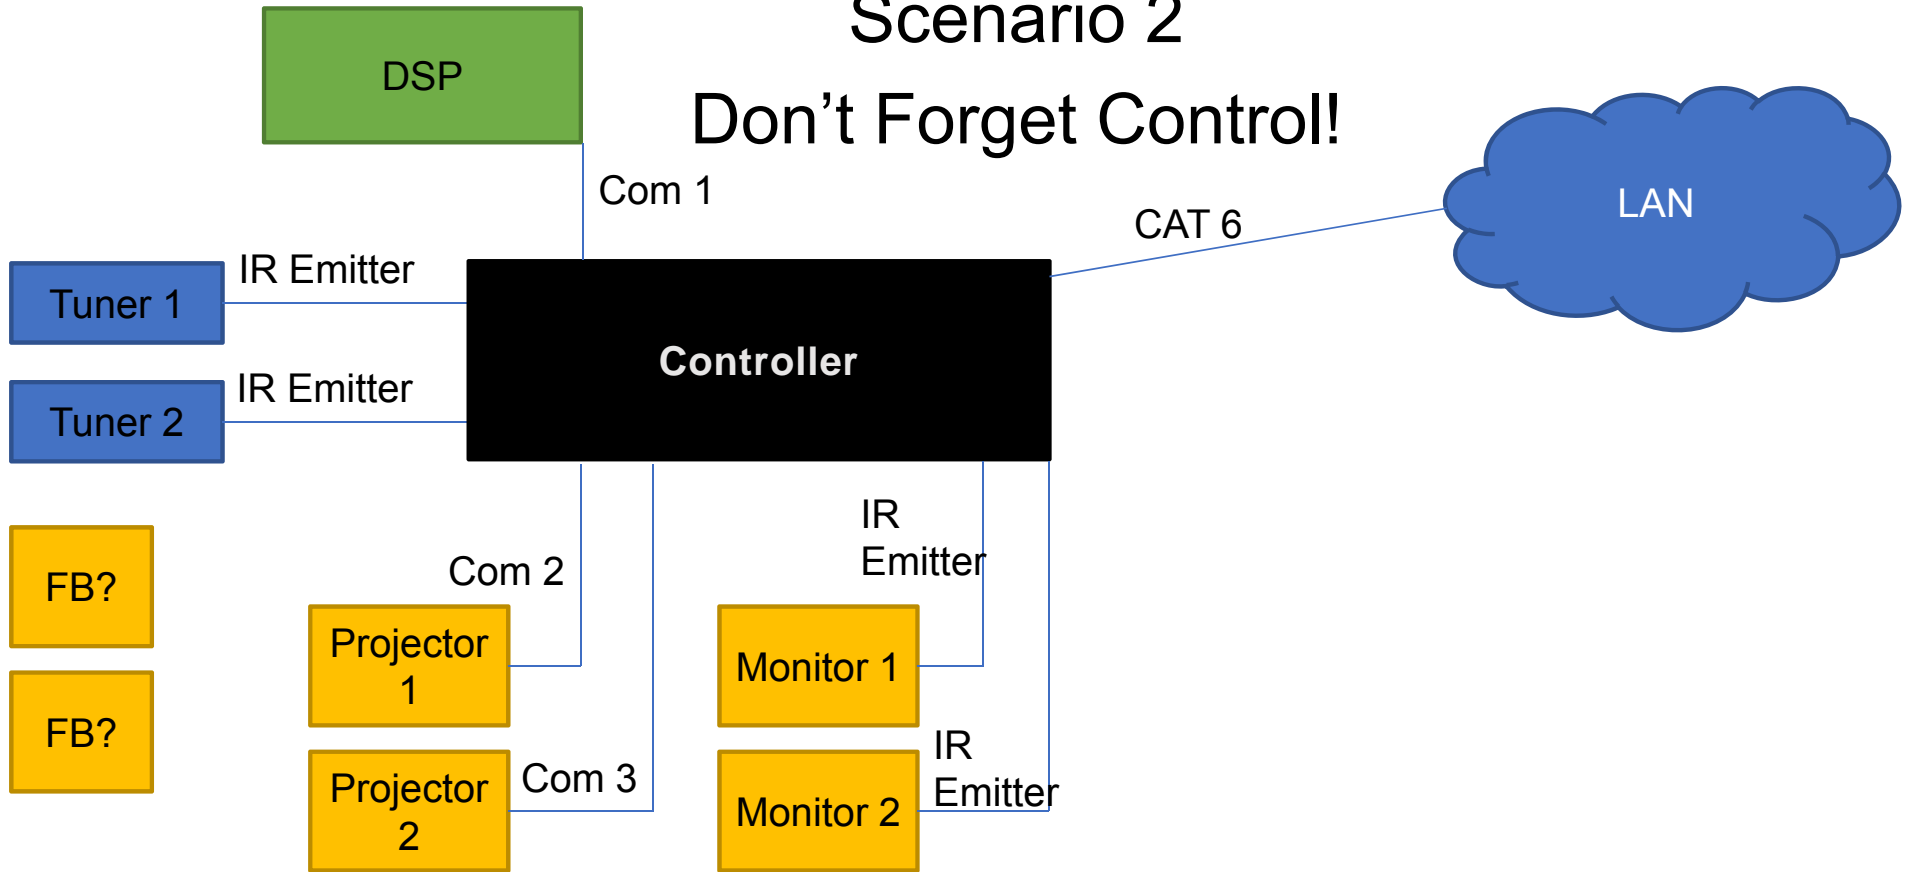 Scenario 2
Don’t Forget Control!
DSP
Com 1
CAT 6
LAN
IR Emitter
Tuner 1
Controller
IR Emitter
Tuner 2
IR
Emitter
FB?
Com 2
Projector
1
Monitor 1
FB?
Com 3
Projector
2
IR
Emitter
Monitor 2